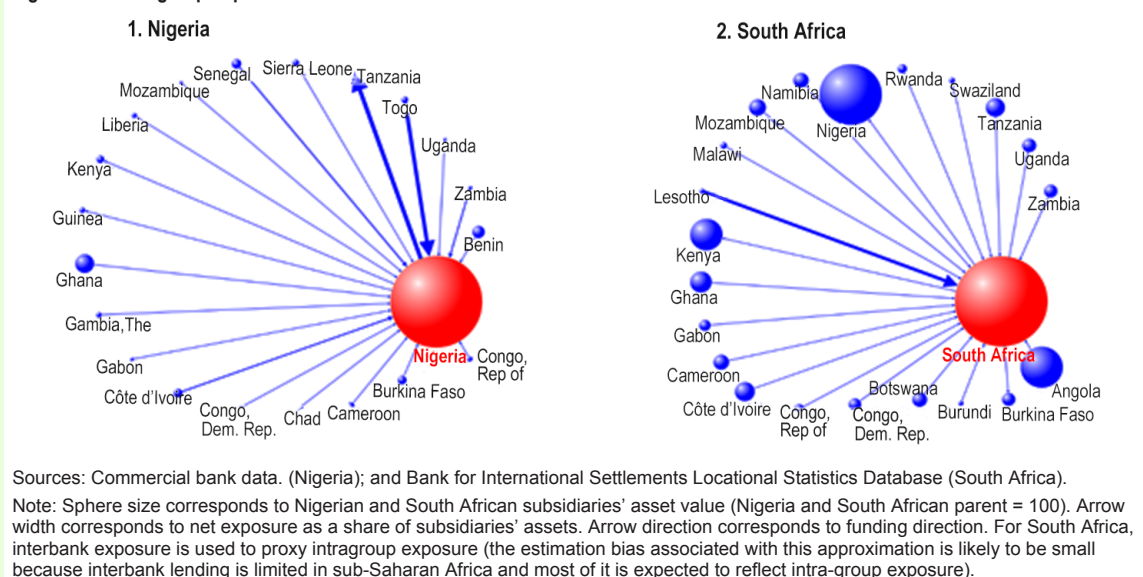 1. Nigeria
Senegal
Sierra Leone
Tanzania
Mozambique
Togo
Liberia
Uganda
Kenya
Zambia
Guinea
Benin
Ghana
Gambia,The
Gabon
Nigeria
Congo,
Rep of
Côte d'Ivoire
Burkina Faso
Congo,
Dem. Rep.
Chad
Cameroon
2. South Africa
Rwanda
Namibia
Swaziland
Mozambique
Nigeria
Tanzania
Malawi
Uganda
Lesotho
Zambia
Kenya
Ghana
Gabon
South Africa
Cameroon
Botswana
Angola
Côte d'Ivoire
Congo,
Rep of
Congo,
Dem. Rep.
Burundi
Burkina Faso
Sources: Commercial bank data. (Nigeria); and Bank for International Settlements Locational Statistics Database (South Africa).
Note: Sphere size corresponds to Nigerian and South African subsidiaries' asset value (Nigeria and South African parent = 100). Arrow
width corresponds to net exposure as a share of subsidiaries' assets. Arrow direction corresponds to funding direction. For South Africa,
interbank exposure is used to proxy intragroup exposure (the estimation bias associated with this approximation is likely to be small
because interbank lending is limited in sub-Saharan Africa and most of it is expected to reflect intra-group exposure).